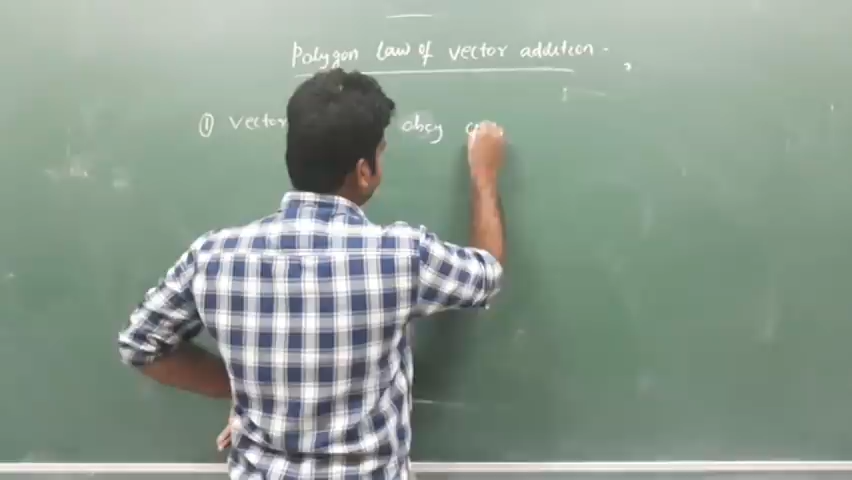 Polygon law of vector addition.
① vector obey